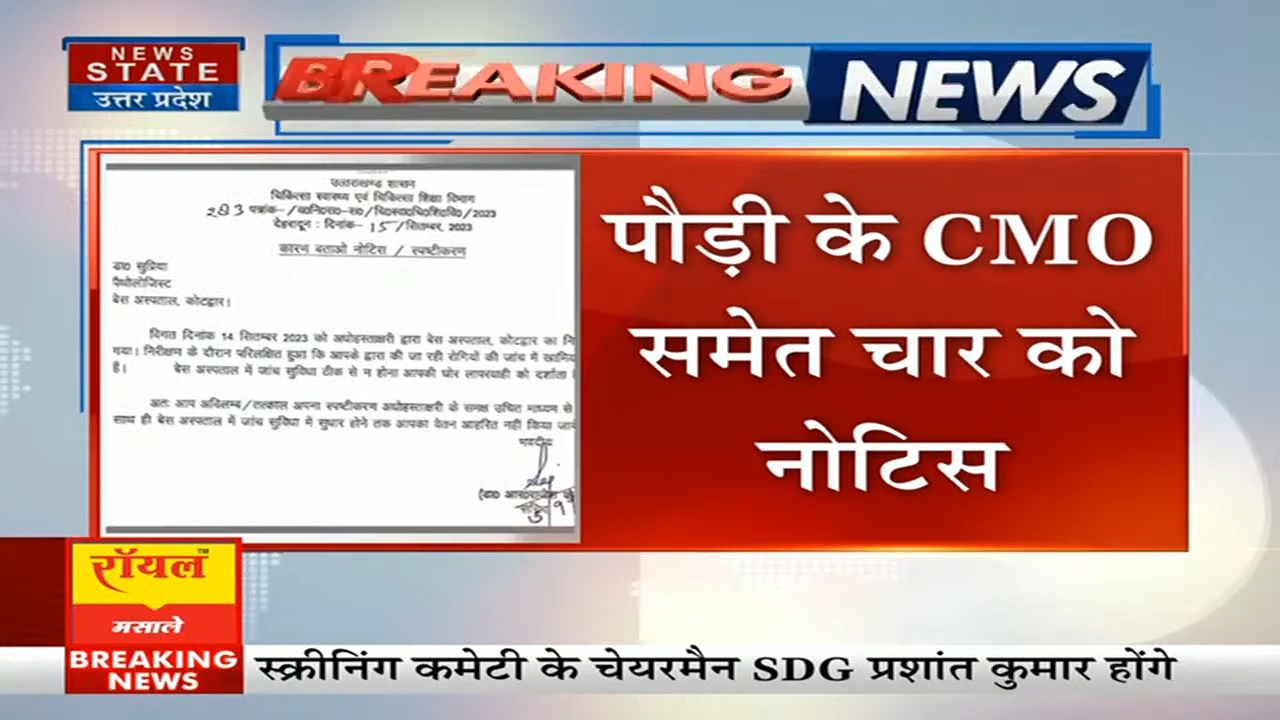 NEWS
STATE
उत्तर प्रदेश
BREAKING NEWS
उत्तराखण्ड शासन
चिकित्सा स्वास्थ्य एवं चिकित्सा शिक्षा विभाग
देहरादून : दिनांक- 15/सितम्बर, 2023
कारण बताओ नोटिस / स्पष्टीकरण
डा0 सुप्रिया
पैथोलोजिस्ट
बेस अस्पताल, कोटद्वार।
विगत दिनांक 14 सितम्बर 2023 को अधोहस्ताक्षरी द्वारा बेस अस्पताल, कोटद्वार का
गया। निरीक्षण के दौरान परिलक्षित हुआ कि आपके द्वारा की जा रही रोगियों की जांच में
है। बेस अस्पताल में जांच सुविधा ठीक से न होना आपकी घोर लापरवाही को दर्शाता
अतः आप अविलम्ब/तत्काल अपना स्पष्टीकरण अधोहस्ताक्षरी के समक्ष उचित माध्यम से
साथ ही बेस अस्पताल में जांच सुविधा में सुधार होने तक आपका वेतन आहरित नही किया
पौड़ी के CMO
समेत चार को
नोटिस
रॉयल TM
मसाले
BREAKING
NEWS
स्क्रीनिंग कमेटी के चेयरमैन SDG प्रशांत कुमार होंगे